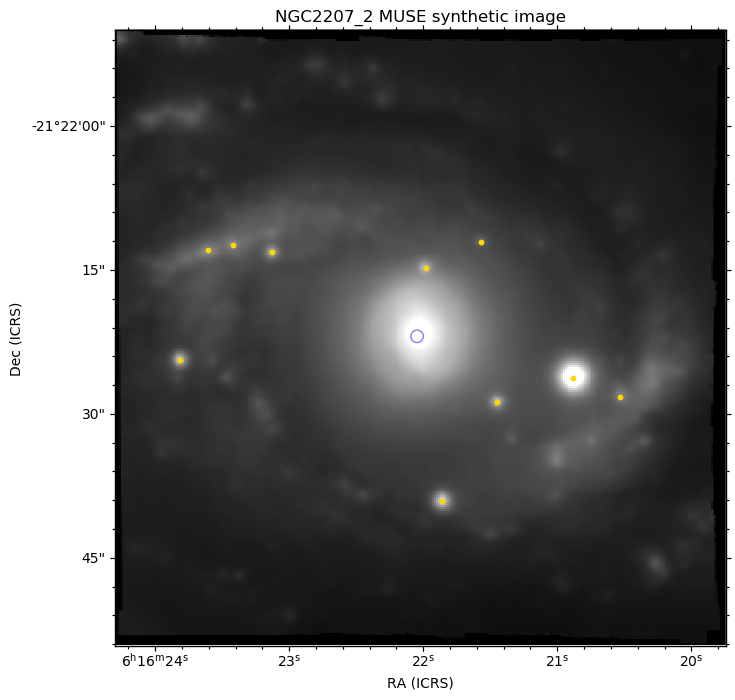 NGC2207_2 MUSE synthetic image
-21°22'00"
15"
30"
45"
Dec (ICRS)
6ʰ16ᵐ24ˢ
23ˢ
22ˢ
21ˢ
20ˢ
RA (ICRS)